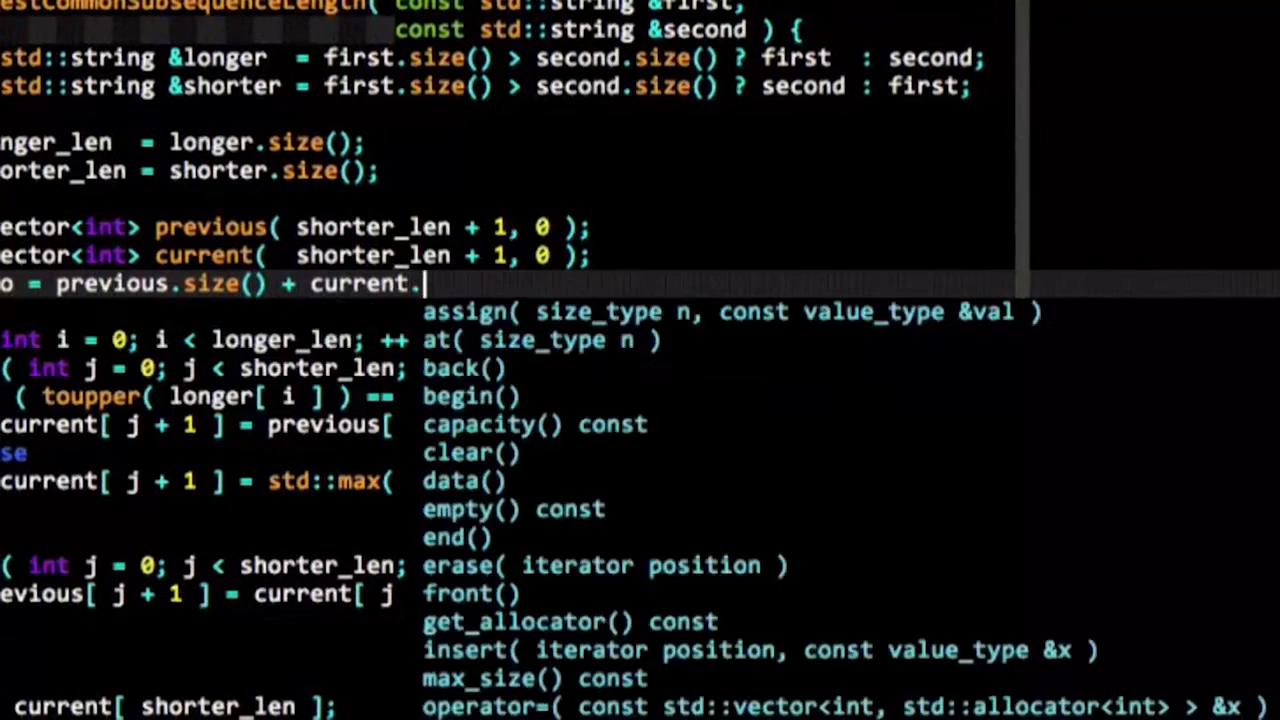 estCommonSubsequenceLength( const std::string &first,
const std::string &second ) {
std::string &longer  = first.size() > second.size() ? first  : second;
std::string &shorter = first.size() > second.size() ? second : first;
nger_len  = longer.size();
orter_len = shorter.size();
ector<int> previous( shorter_len + 1, 0 );
ector<int> current(  shorter_len + 1, 0 );
o = previous.size() + current.
assign( size_type n, const value_type &val )
int i = 0; i < longer_len; ++ at( size_type n )
( int j = 0; j < shorter_len; back()
( toupper( longer[ i ] ) == begin()
current[ j + 1 ] = previous[ capacity() const
se clear()
current[ j + 1 ] = std::max( data()
empty() const
end()
( int j = 0; j < shorter_len; erase( iterator position )
evious[ j + 1 ] = current[ j front()
get_allocator() const
insert( iterator position, const value_type &x )
max_size() const
current[ shorter_len ]; operator=( const std::vector<int, std::allocator<int> > &x )